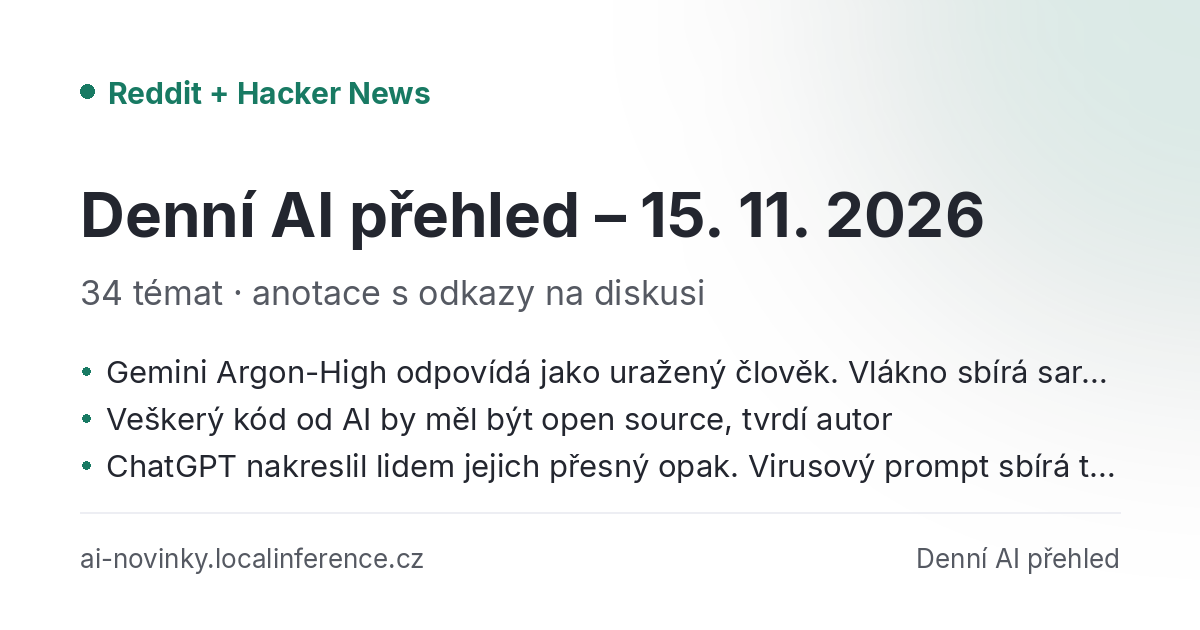 Reddit + Hacker News
Denní AI přehled – 15. 11. 2026
34 témat · anotace s odkazy na diskusi
• Gemini Argon-High odpovídá jako uražený člověk. Vlákno sbírá sar...
• Veškerý kód od AI by měl být open source, tvrdí autor
• ChatGPT nakreslil lidem jejich přesný opak. Virusový prompt sbírá t...
ai-novinky.localinference.cz
Denní AI přehled